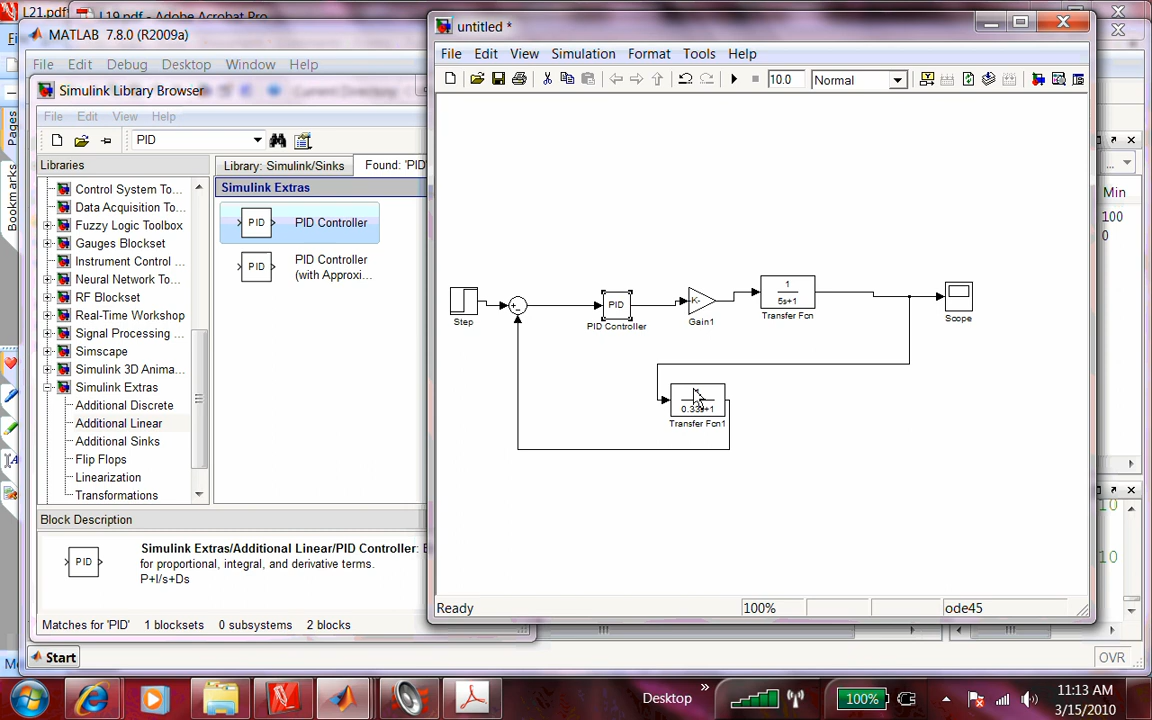 L21.pdf
L19.pdf - Adobe Acrobat Pro
MATLAB 7.8.0 (R2009a)
File Edit Debug Desktop Window Help
Simulink Library Browser
File Edit View Help
PID
Libraries
Library: Simulink/Sinks
Found: 'PID
Control System To...
Data Acquisition To...
Fuzzy Logic Toolbox
Gauges Blockset
Instrument Control ...
Neural Network To...
RF Blockset
Real-Time Workshop
Signal Processing ...
Simscape
Simulink 3D Anima...
Simulink Extras
Additional Discrete
Additional Linear
Additional Sinks
Flip Flops
Linearization
Transformations
Simulink Extras
PID
PID Controller
PID
PID Controller
(with Approxi...
Block Description
PID
Simulink Extras/Additional Linear/PID Controller:
for proportional, integral, and derivative terms.
P+I/s+Ds
Matches for 'PID' 1 blocksets 0 subsystems 2 blocks
Start
Pages
Bookmarks
untitled *
File Edit View Simulation Format Tools Help
10.0
Normal
Step
PID
PID Controller
-K-
Gain1
1
5s+1
Transfer Fcn
Scope
0.33s+1
Transfer Fcn1
Ready
100%
ode45
Min
100
0
10
10
OVR
Desktop
»
100%
11:13 AM
3/15/2010